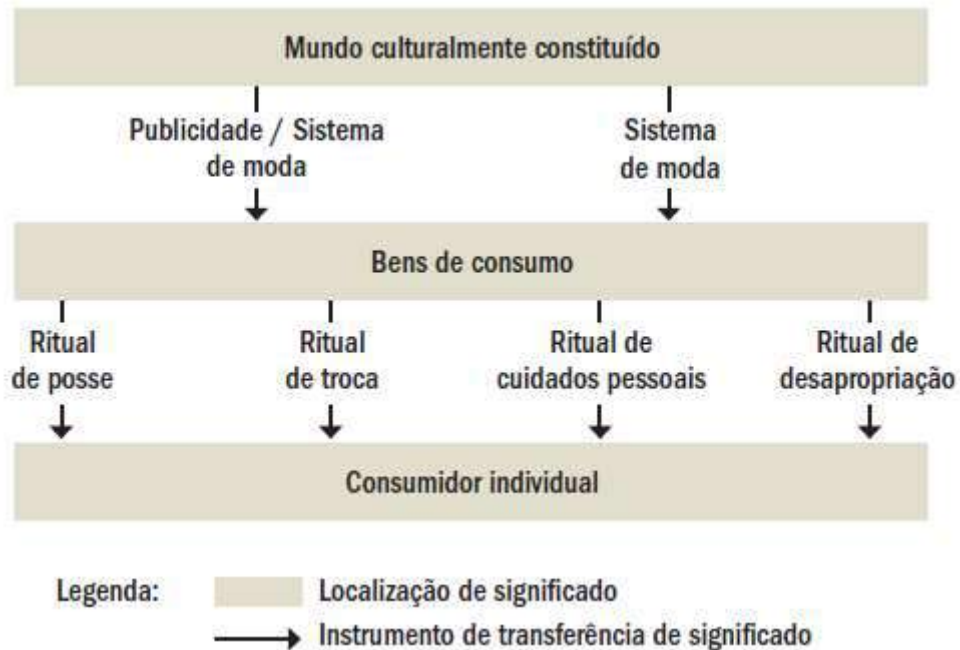 Mundo culturalmente constituído
Publicidade / Sistema
de moda
Sistema
de moda
Bens de consumo
Ritual
de posse
Ritual
de troca
Ritual de
cuidados pessoais
Ritual de
desapropriação
Consumidor individual
Legenda:
Localização de significado
Instrumento de transferência de significado